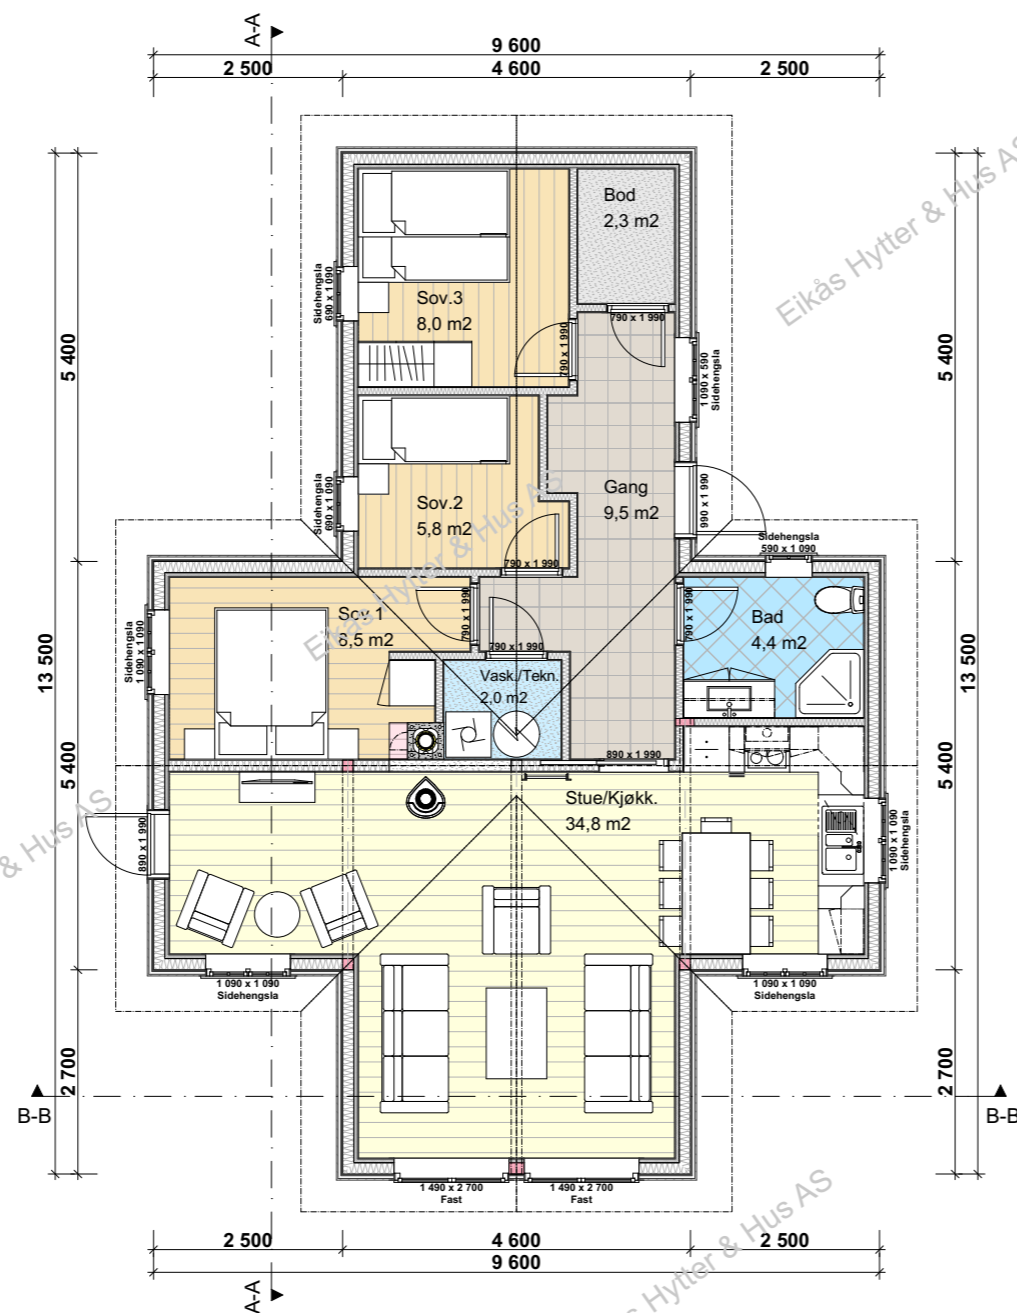 A-A
9 600
2 500 4 600 2 500
Eikås Hytter & Hus AS
Bod
2,3 m2
790 x 1 990
Sidehengsla
690 x 1 090
Sov.3
8,0 m2
790 x 1 990
5 400
5 400
1 090 x 590
Sidehengsla
Sidehengsla
690 x 1 090
Sov.2
5,8 m2
790 x 1 990
Gang
9,5 m2
990 x 1 990
Eikås Hytter & Hus AS
Sidehengsla
590 x 1 090
13 500
13 500
Sidehengsla
1 090 x 1 090
Sov.1
8,5 m2
790 x 1 990
790 x 1 990
Vask./Tekn.
2,0 m2
790 x 1 990
Bad
4,4 m2
890 x 1 990
5 400
5 400
Stue/Kjøkk.
34,8 m2
890 x 1 990
1 090 x 1 090
Sidehengsla
& Hus AS
1 090 x 1 090
Sidehengsla
1 090 x 1 090
Sidehengsla
2 700
2 700
B-B
B-B
1 490 x 2 700
Fast
1 490 x 2 700
Fast
Hytter & Hus AS
2 500 4 600 2 500
9 600
A-A